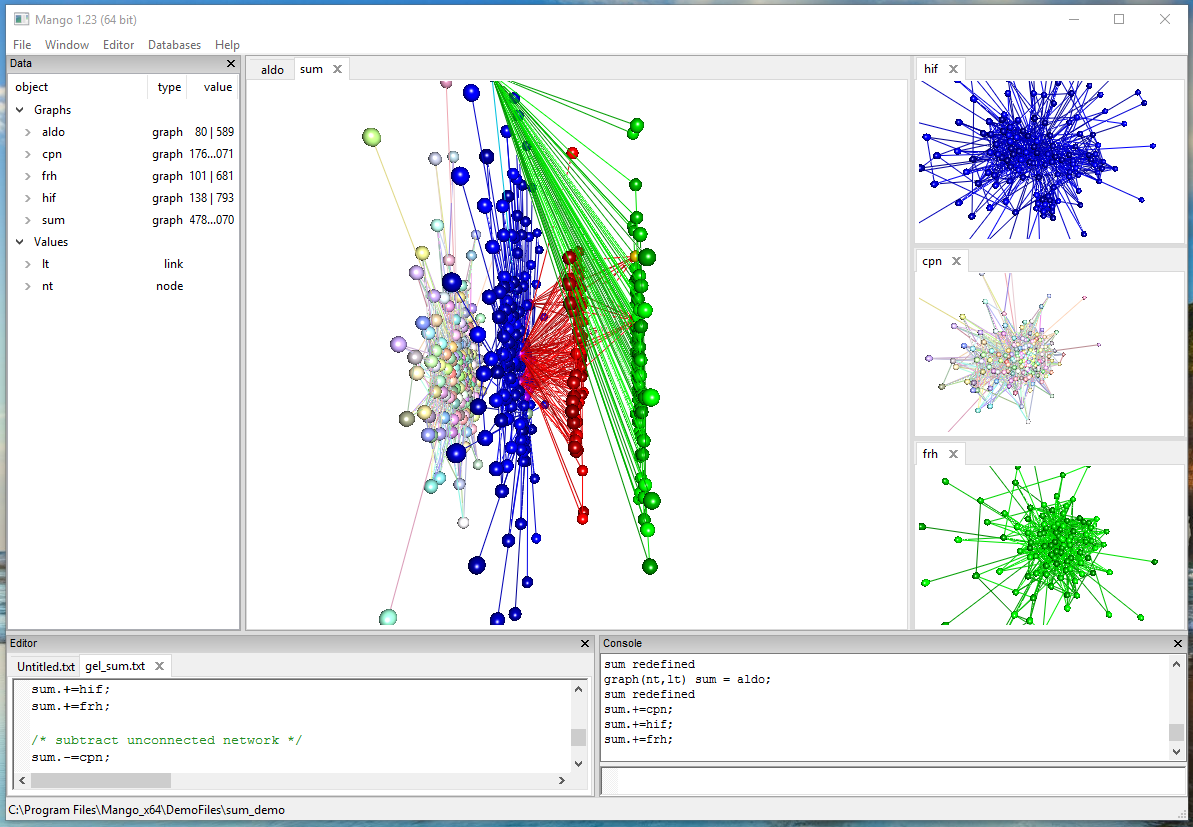 Mango 1.23 (64 bit)
File Window Editor Databases Help
Data
object type value
Graphs
aldo graph 80 | 589
cpn graph 176...071
frh graph 101 | 681
hif graph 138 | 793
sum graph 478...070
Values
lt link
nt node
aldo sum
hif
cpn
frh
Editor
Untitled.txt gel_sum.txt
sum.+=hif;
sum.+=frh;
/* subtract unconnected network */
sum.-=cpn;
Console
sum redefined
graph(nt,lt) sum = aldo;
sum redefined
sum.+=cpn;
sum.+=hif;
sum.+=frh;
C:\Program Files\Mango_x64\DemoFiles\sum_demo